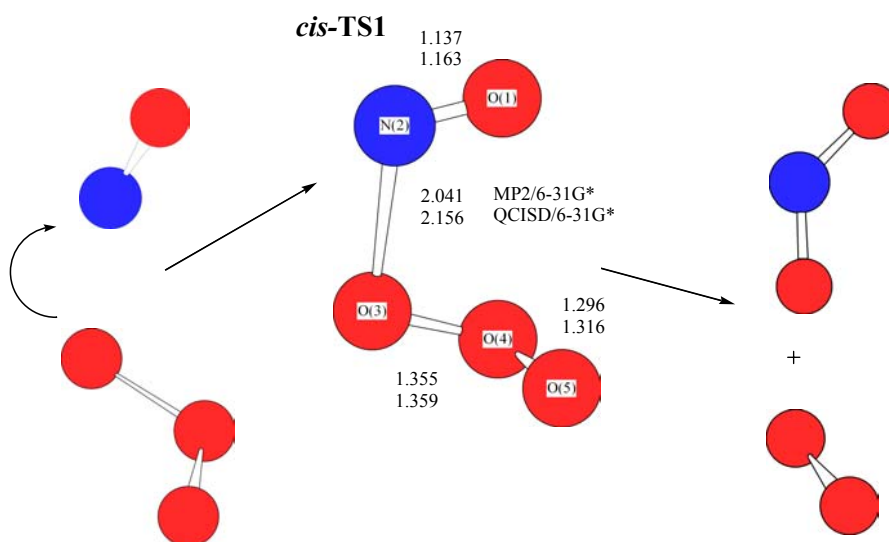 cis-TS1
1.137
1.163
O(1)
N(2)
2.041 MP2/6-31G*
2.156 QCISD/6-31G*
O(3)
O(4)
O(5)
1.296
1.316
1.355
1.359
+